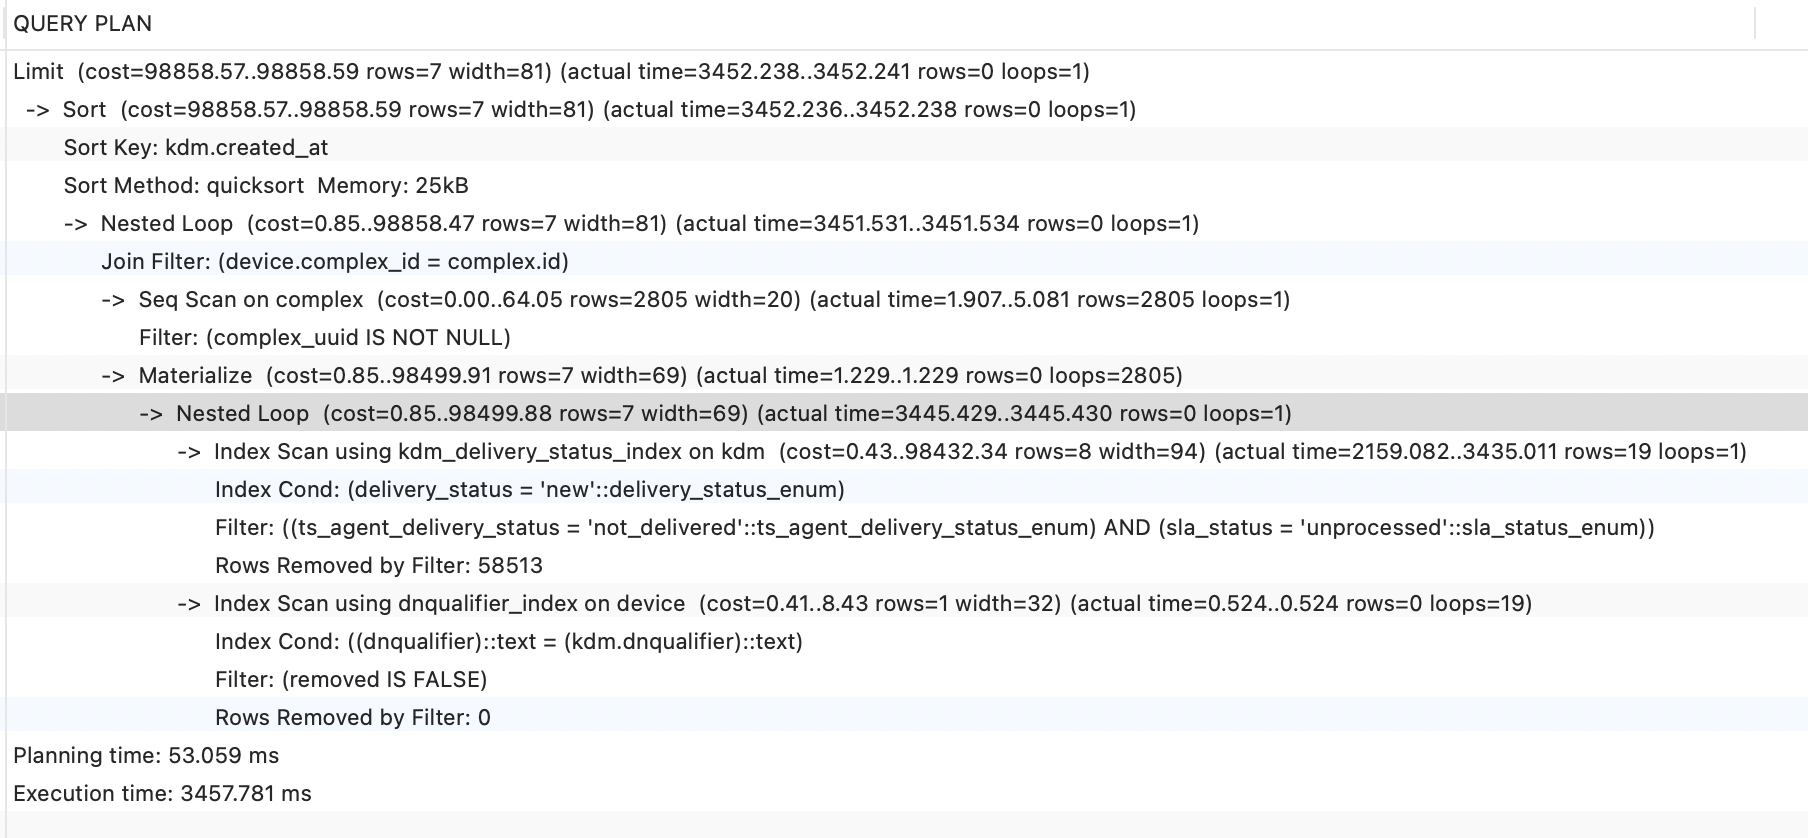 QUERY PLAN
Limit  (cost=98858.57..98858.59 rows=7 width=81) (actual time=3452.238..3452.241 rows=0 loops=1)
-> Sort  (cost=98858.57..98858.59 rows=7 width=81) (actual time=3452.236..3452.238 rows=0 loops=1)
Sort Key: kdm.created_at
Sort Method: quicksort  Memory: 25kB
-> Nested Loop  (cost=0.85..98858.47 rows=7 width=81) (actual time=3451.531..3451.534 rows=0 loops=1)
Join Filter: (device.complex_id = complex.id)
-> Seq Scan on complex  (cost=0.00..64.05 rows=2805 width=20) (actual time=1.907..5.081 rows=2805 loops=1)
Filter: (complex_uuid IS NOT NULL)
-> Materialize  (cost=0.85..98499.91 rows=7 width=69) (actual time=1.229..1.229 rows=0 loops=2805)
-> Nested Loop  (cost=0.85..98499.88 rows=7 width=69) (actual time=3445.429..3445.430 rows=0 loops=1)
-> Index Scan using kdm_delivery_status_index on kdm  (cost=0.43..98432.34 rows=8 width=94) (actual time=2159.082..3435.011 rows=19 loops=1)
Index Cond: (delivery_status = 'new'::delivery_status_enum)
Filter: ((ts_agent_delivery_status = 'not_delivered'::ts_agent_delivery_status_enum) AND (sla_status = 'unprocessed'::sla_status_enum))
Rows Removed by Filter: 58513
-> Index Scan using dnqualifier_index on device  (cost=0.41..8.43 rows=1 width=32) (actual time=0.524..0.524 rows=0 loops=19)
Index Cond: ((dnqualifier)::text = (kdm.dnqualifier)::text)
Filter: (removed IS FALSE)
Rows Removed by Filter: 0
Planning time: 53.059 ms
Execution time: 3457.781 ms